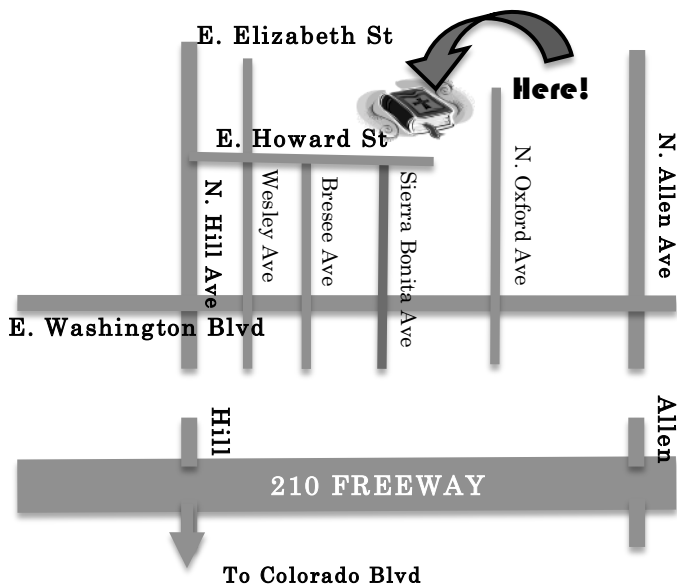 E. Elizabeth St
Here!
E. Howard St
N. Hill Ave
Wesley Ave
Bresee Ave
Sierra Bonita Ave
N. Oxford Ave
N. Allen Ave
E. Washington Blvd
Hill
Allen
210 FREEWAY
To Colorado Blvd